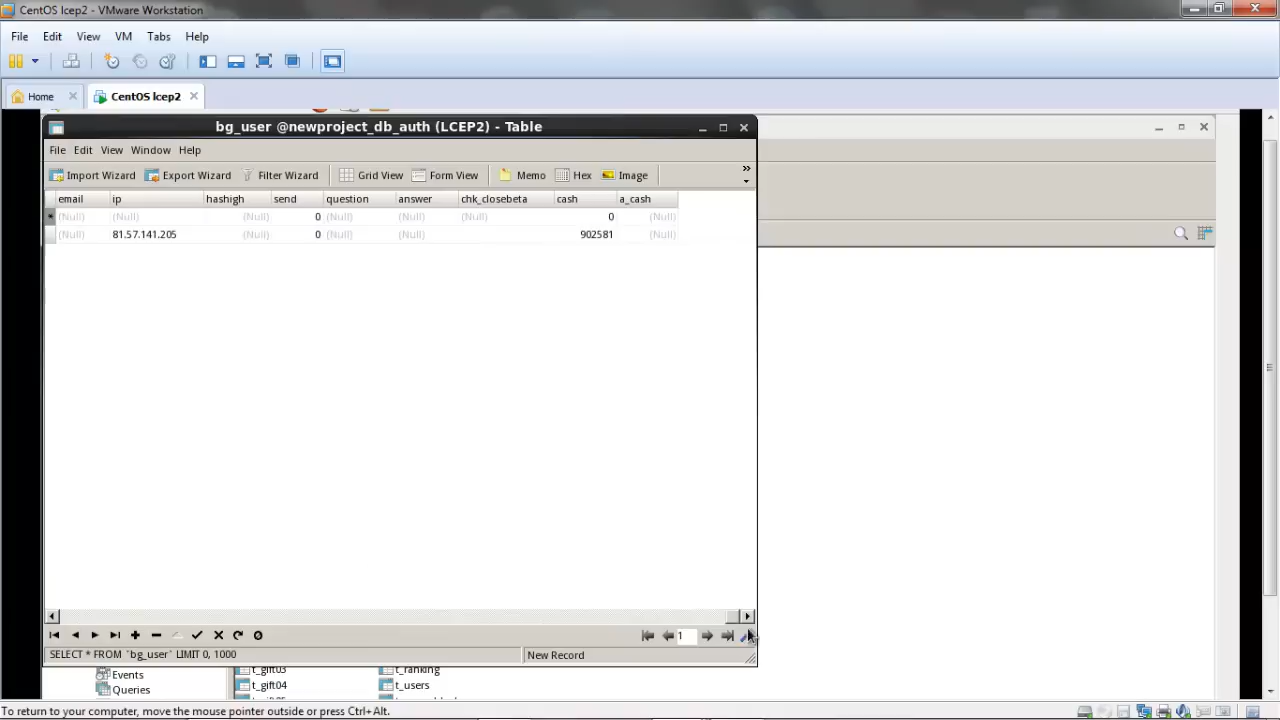 CentOS lcep2 - VMware Workstation
File Edit View VM Tabs Help
Home CentOS lcep2
bg_user @newproject_db_auth (LCEP2) - Table
File Edit View Window Help
Import Wizard Export Wizard Filter Wizard Grid View Form View Memo Hex Image »
email ip hashigh send question answer chk_closebeta cash a_cash
* (Null) (Null) (Null) 0 (Null) (Null) (Null) 0 (Null)
(Null) 81.57.141.205 (Null) 0 (Null) (Null) 902581 (Null)
1
SELECT * FROM `bg_user` LIMIT 0, 1000 New Record
Events t_gift03 t_ranking
Queries t_gift04 t_users
To return to your computer, move the mouse pointer outside or press Ctrl+Alt.